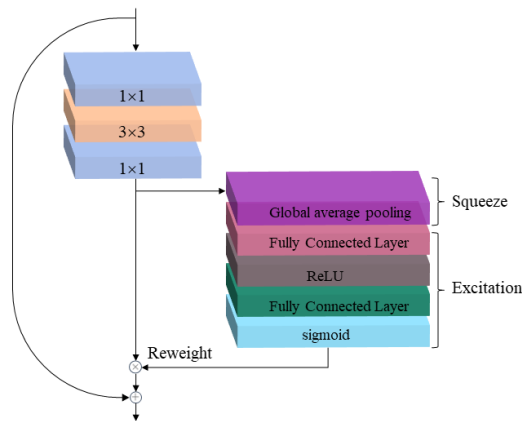 1×1
3×3
1×1
Global average pooling
Squeeze
Fully Connected Layer
ReLU
Excitation
Fully Connected Layer
sigmoid
Reweight